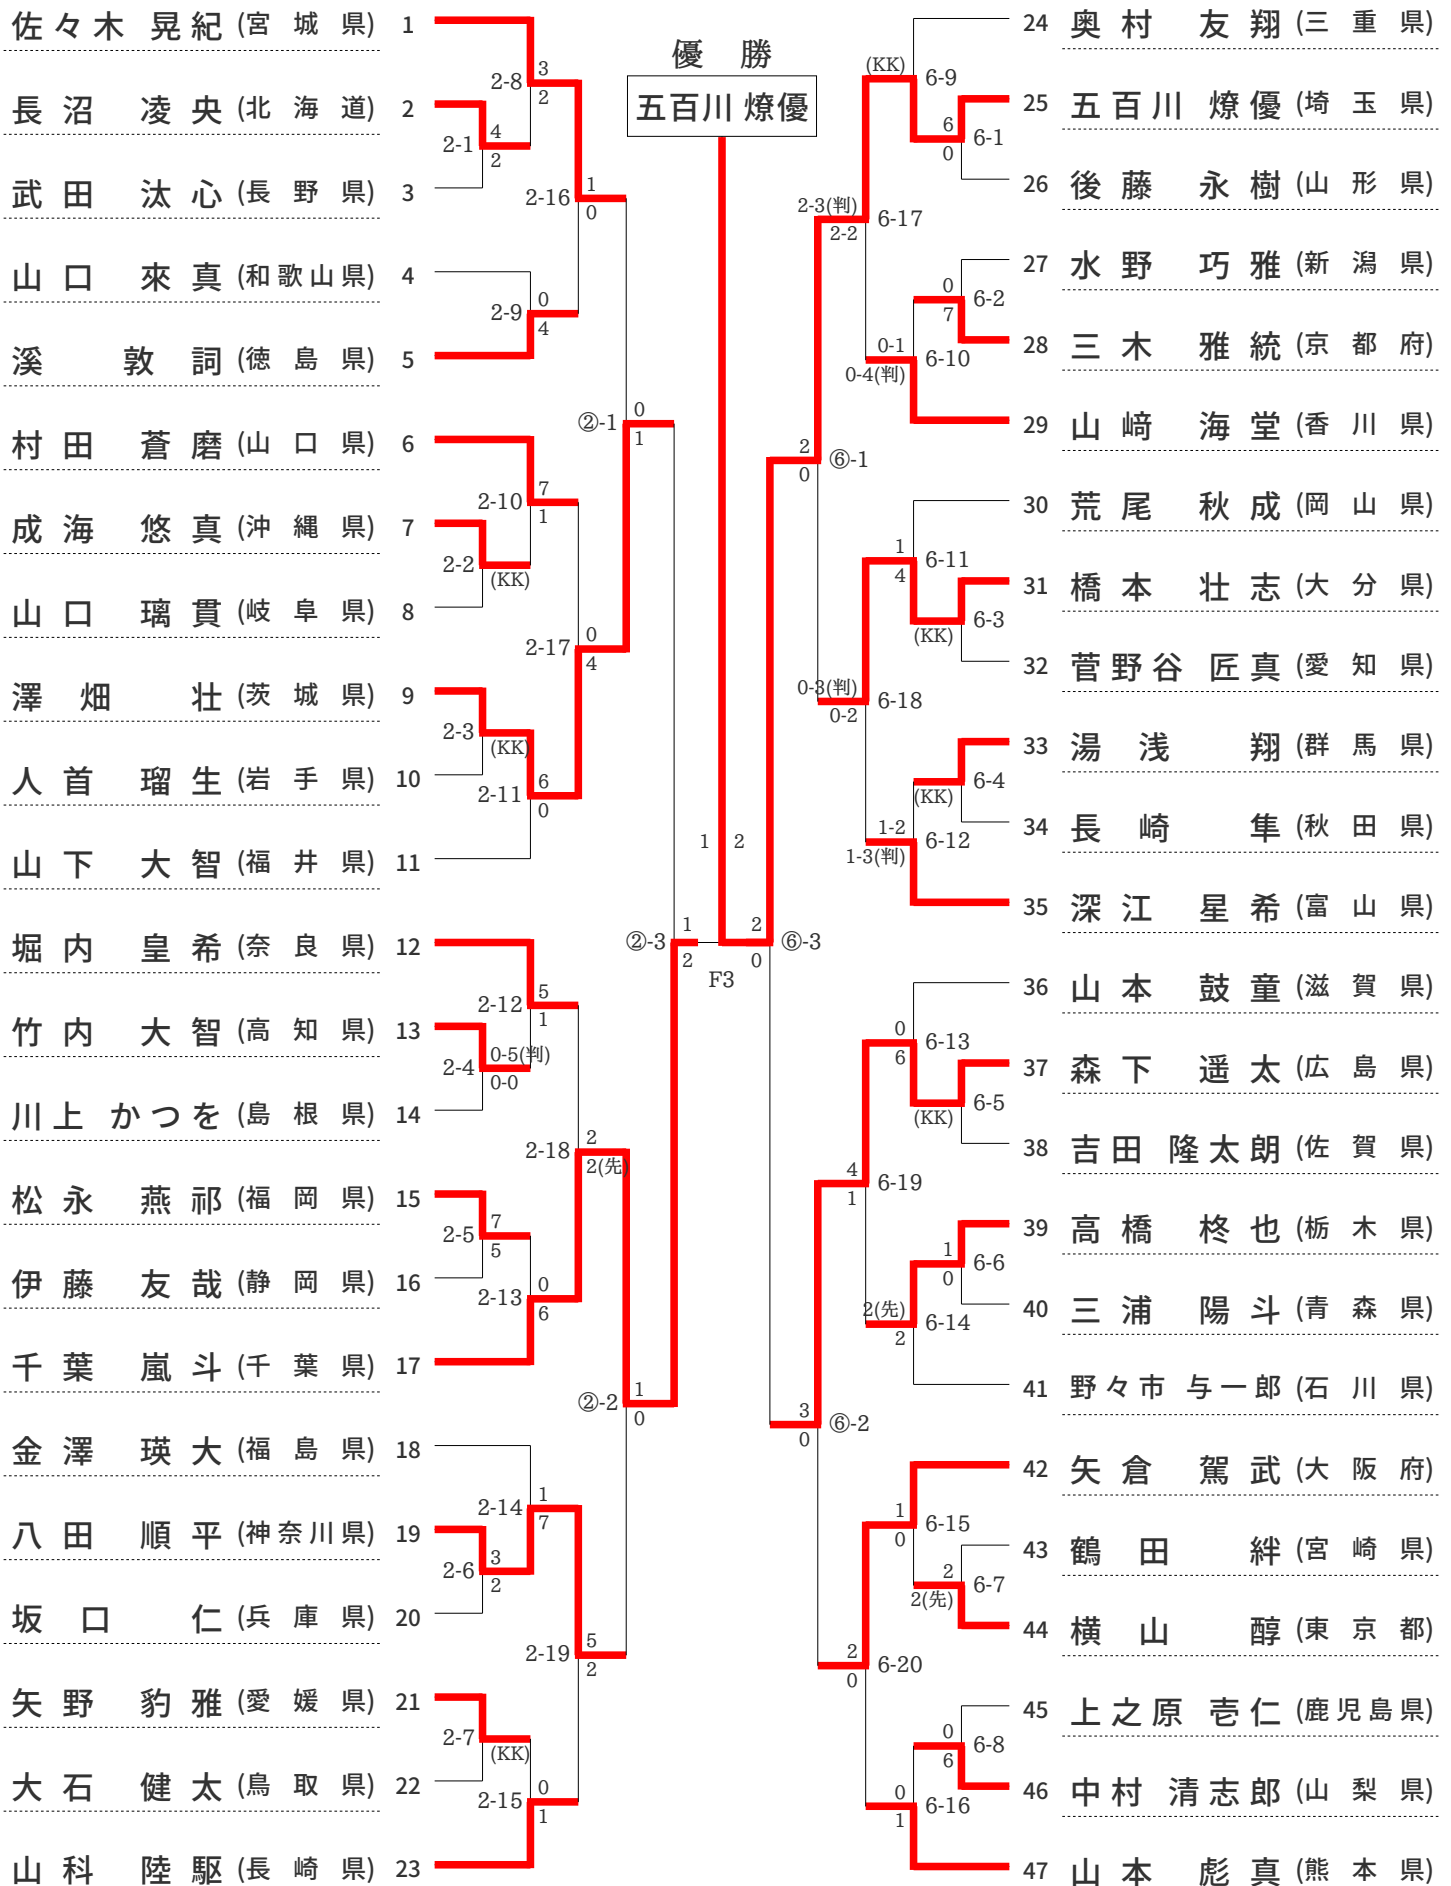 優 勝
五百川 燎優
佐々木 晃紀 (宮城県) 1
長沼 凌央 (北海道) 2
武田 汰心 (長野県) 3
山口 來真 (和歌山県) 4
溪 敦詞 (徳島県) 5
村田 蒼磨 (山口県) 6
成海 悠真 (沖縄県) 7
山口 璃貫 (岐阜県) 8
澤畑 壮 (茨城県) 9
人首 瑠生 (岩手県) 10
山下 大智 (福井県) 11
堀内 皇希 (奈良県) 12
竹内 大智 (高知県) 13
川上 かつを (島根県) 14
松永 燕祁 (福岡県) 15
伊藤 友哉 (静岡県) 16
千葉 嵐斗 (千葉県) 17
金澤 瑛大 (福島県) 18
八田 順平 (神奈川県) 19
坂口 仁 (兵庫県) 20
矢野 豹雅 (愛媛県) 21
大石 健太 (鳥取県) 22
山科 陸駆 (長崎県) 23
2-1 4 2
2-2 (KK)
2-3 (KK)
2-4 0-5(判) 0-0
2-5 7 5
2-6 3 2
2-7 (KK)
2-8 3 2
2-9 0 4
2-10 7 1
2-11 6 0
2-12 5 1
2-13 0 6
2-14 1 7
2-15 0 1
2-16 1 0
2-17 0 4
2-18 2 2(先)
2-19 5 2
②-1 0 1
②-2 1 0
②-3 1 2
1 2
F3
⑥-3 2 0
⑥-1 2 0
⑥-2 3 0
2-3(判) 2-2 6-17
0-3(判) 0-2 6-18
4 1 6-19
2 0 6-20
(KK) 6-9
0-1 0-4(判) 6-10
1 4 6-11
1-2 1-3(判) 6-12
0 6 6-13
2(先) 2 6-14
1 0 6-15
0 1 6-16
6 0 6-1
0 7 6-2
(KK) 6-3
(KK) 6-4
(KK) 6-5
1 0 6-6
2 2(先) 6-7
0 6 6-8
24 奥村 友翔 (三重県)
25 五百川 燎優 (埼玉県)
26 後藤 永樹 (山形県)
27 水野 巧雅 (新潟県)
28 三木 雅統 (京都府)
29 山﨑 海堂 (香川県)
30 荒尾 秋成 (岡山県)
31 橋本 壮志 (大分県)
32 菅野谷 匠真 (愛知県)
33 湯浅 翔 (群馬県)
34 長崎 隼 (秋田県)
35 深江 星希 (富山県)
36 山本 鼓童 (滋賀県)
37 森下 遥太 (広島県)
38 吉田 隆太朗 (佐賀県)
39 高橋 柊也 (栃木県)
40 三浦 陽斗 (青森県)
41 野々市 与一郎 (石川県)
42 矢倉 駕武 (大阪府)
43 鶴田 絆 (宮崎県)
44 横山 醇 (東京都)
45 上之原 壱仁 (鹿児島県)
46 中村 清志郎 (山梨県)
47 山本 彪真 (熊本県)